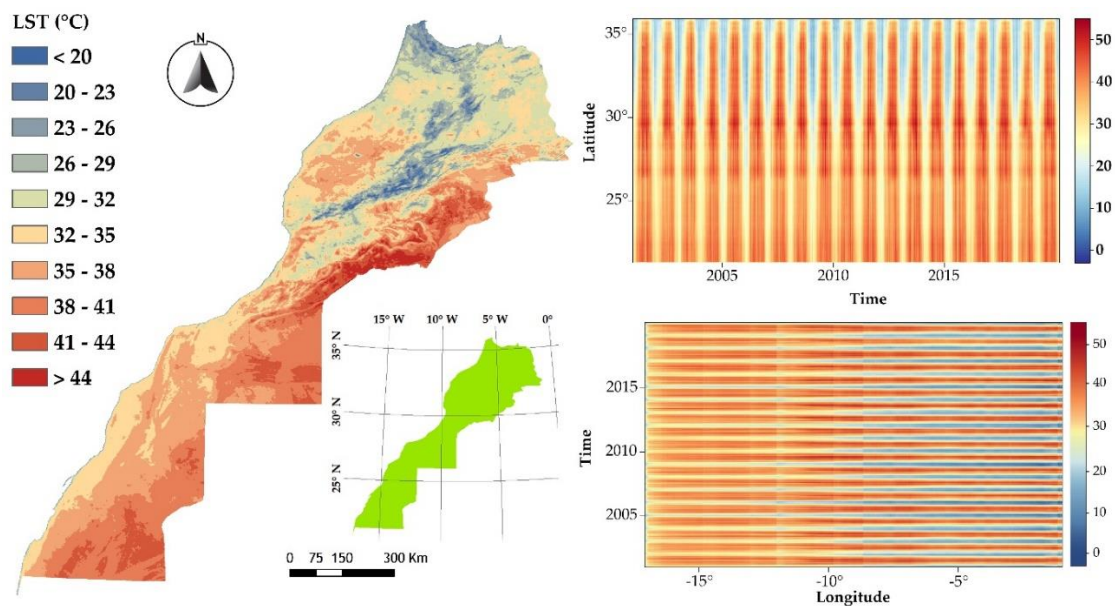 LST (°C)
< 20
20 - 23
23 - 26
26 - 29
29 - 32
32 - 35
35 - 38
38 - 41
41 - 44
> 44
N
15° W 10° W 5° W 0°
35° N
30° N
25° N
0 75 150 300 Km
35°
30°
25°
Latitude
2005 2010 2015
Time
50
40
30
20
10
0
2015
2010
2005
Time
-15° -10° -5°
Longitude
50
40
30
20
10
0